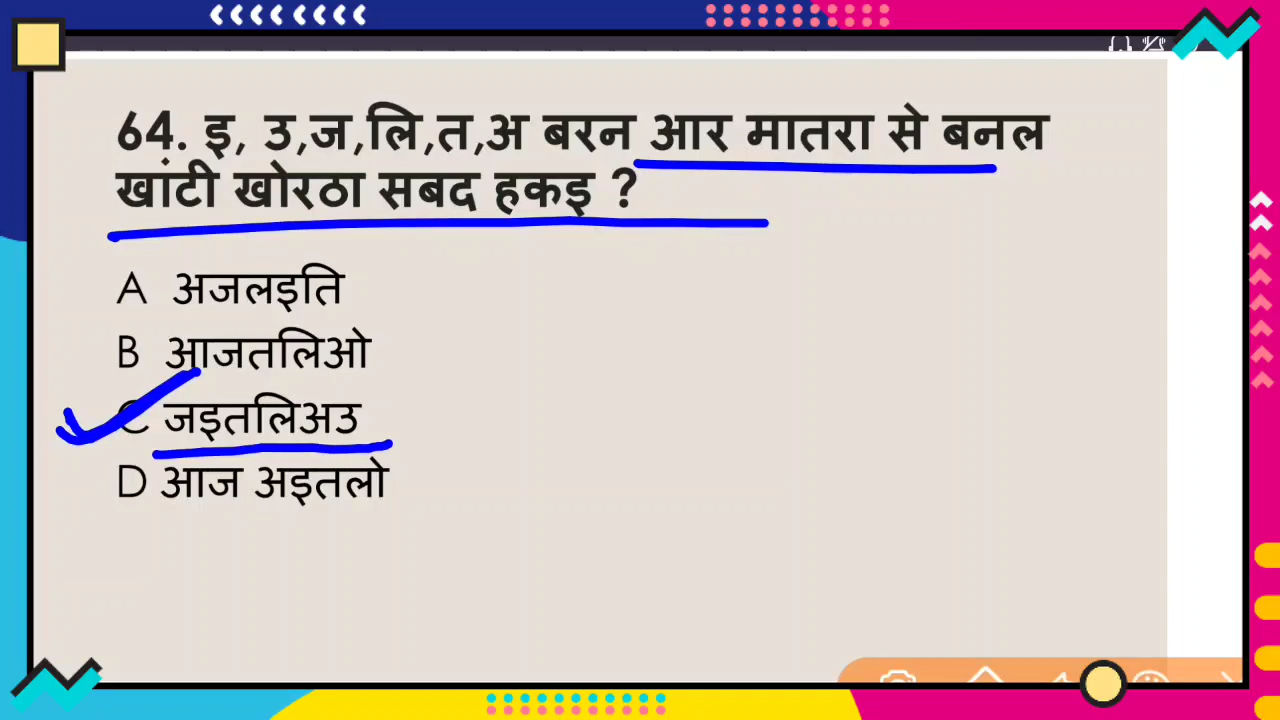 64. इ, उ,ज,लि,त,अ बरन आर मातरा से बनल
खांटी खोरठा सबद हकइ ?
A अजलइति
B आजतलिओ
C जइतलिअउ
D आज अइतलो